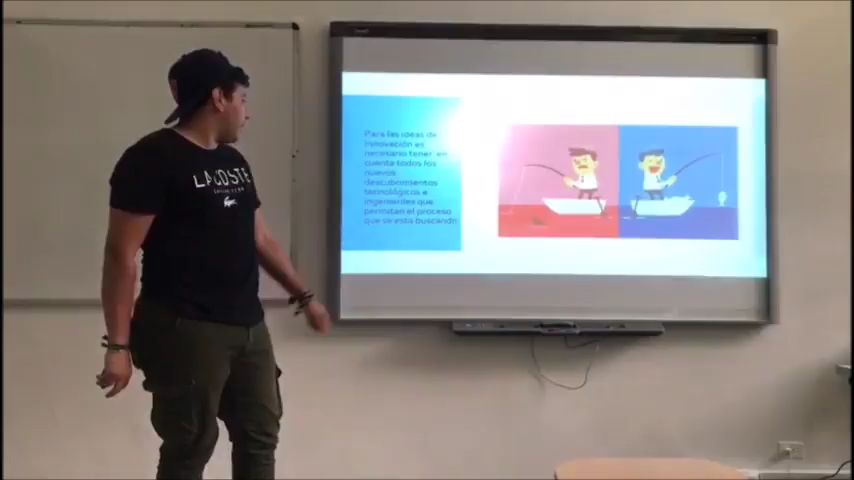 LACOSTE
Para las ideas de
innovación es
necesario tener en
cuenta todos los
nuevos
descubrimientos
tecnológicos e
ingenieriles que
permitan el proceso
que se esta buscando